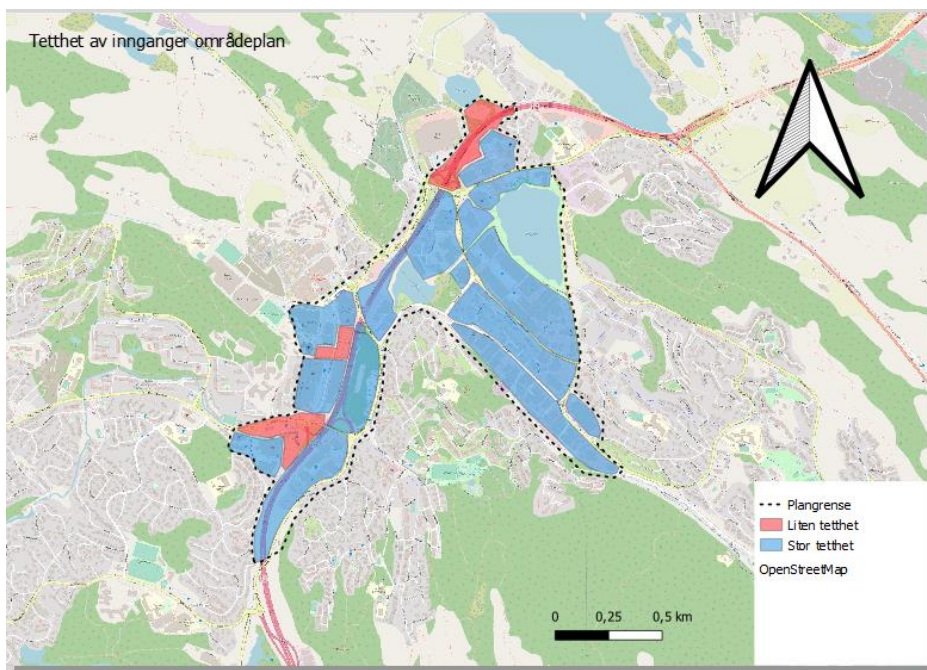 Tetthet av innganger områdeplan
Plangrense
Liten tetthet
Stor tetthet
OpenStreetMap
0 0,25 0,5 km